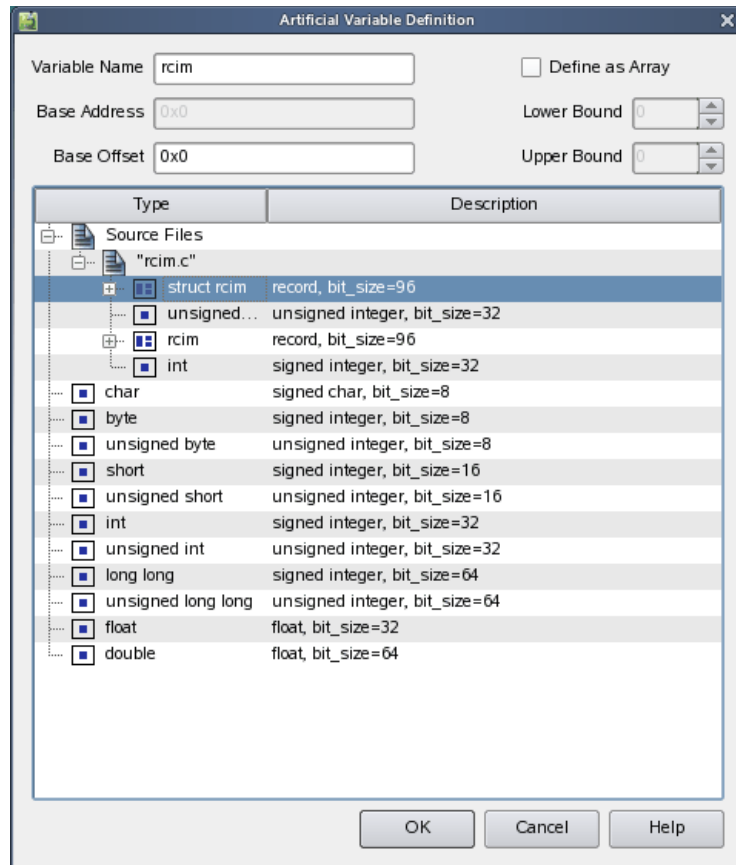 Artificial Variable Definition
Variable Name rcim Define as Array
Base Address 0x0 Lower Bound 0
Base Offset 0x0 Upper Bound 0
Type Description
Source Files
"rcim.c"
struct rcim record, bit_size=96
unsigned... unsigned integer, bit_size=32
rcim record, bit_size=96
int signed integer, bit_size=32
char signed char, bit_size=8
byte signed integer, bit_size=8
unsigned byte unsigned integer, bit_size=8
short signed integer, bit_size=16
unsigned short unsigned integer, bit_size=16
int signed integer, bit_size=32
unsigned int unsigned integer, bit_size=32
long long signed integer, bit_size=64
unsigned long long unsigned integer, bit_size=64
float float, bit_size=32
double float, bit_size=64
OK Cancel Help